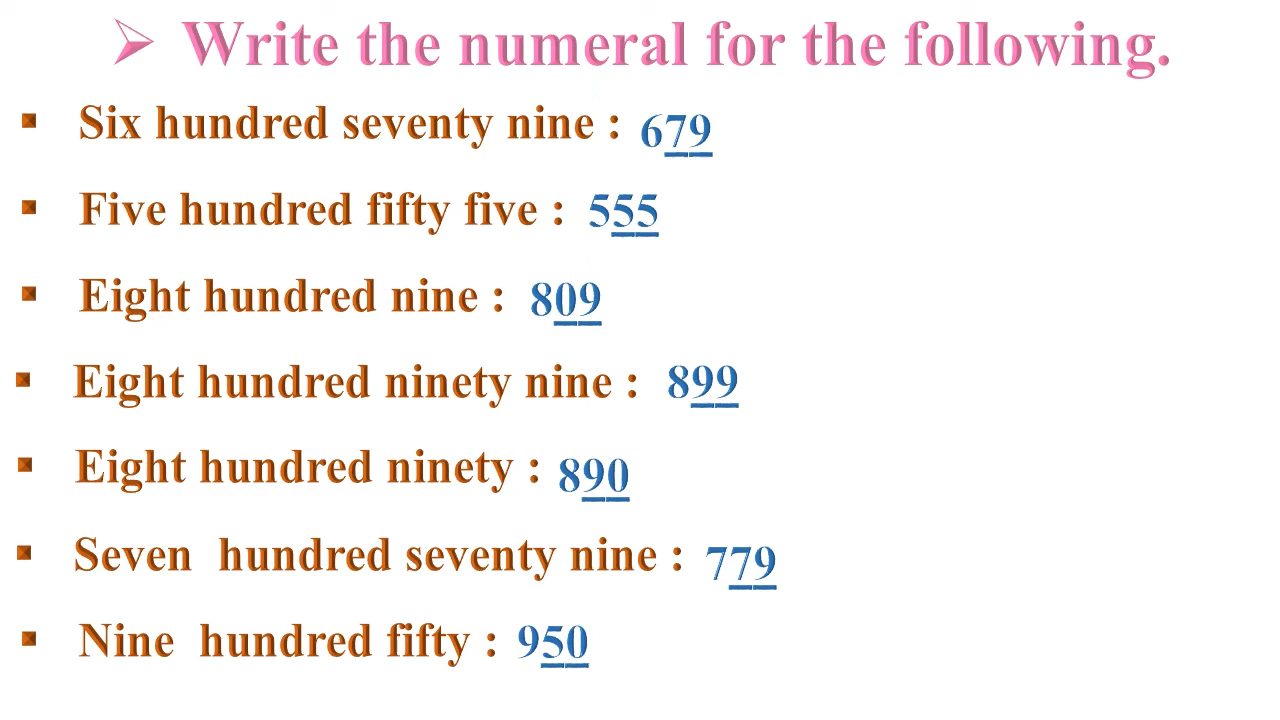 Write the numeral for the following.
Six hundred seventy nine : 679
Five hundred fifty five : 555
Eight hundred nine : 809
Eight hundred ninety nine : 899
Eight hundred ninety : 890
Seven hundred seventy nine : 779
Nine hundred fifty : 950